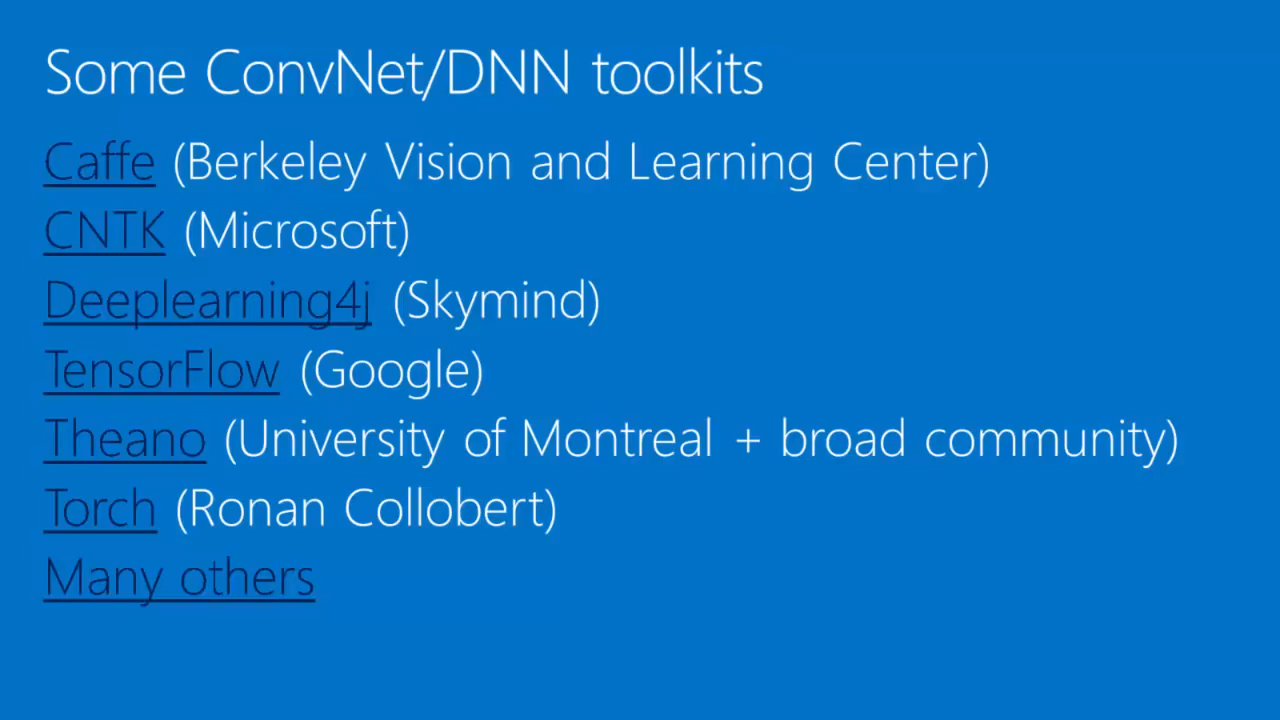 Some ConvNet/DNN toolkits
Caffe (Berkeley Vision and Learning Center)
CNTK (Microsoft)
Deeplearning4j (Skymind)
TensorFlow (Google)
Theano (University of Montreal + broad community)
Torch (Ronan Collobert)
Many others